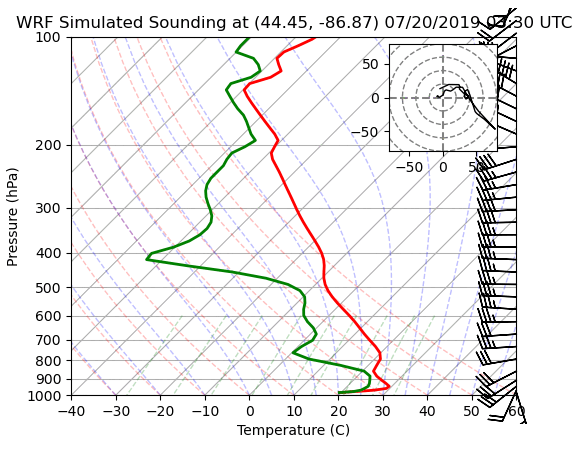 WRF Simulated Sounding at (44.45, -86.87) 07/20/2019 03:30 UTC
100
200
300
400
500
600
700
800
900
1000
Pressure (hPa)
50
0
−50
−50 0 50
−40 −30 −20 −10 0 10 20 30 40 50 60
Temperature (C)